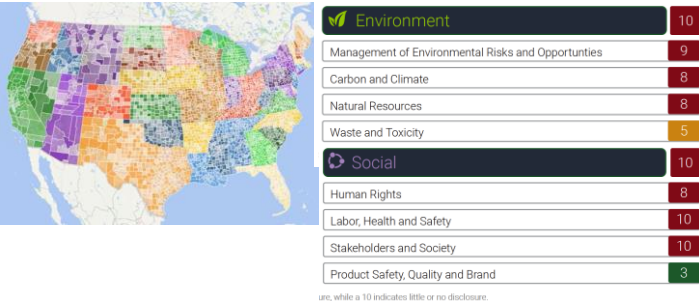 Environment 10
Management of Environmental Risks and Opportunties 9
Carbon and Climate 8
Natural Resources 8
Waste and Toxicity 5
Social 10
Human Rights 8
Labor, Health and Safety 10
Stakeholders and Society 10
Product Safety, Quality and Brand 3
ure, while a 10 indicates little or no disclosure.